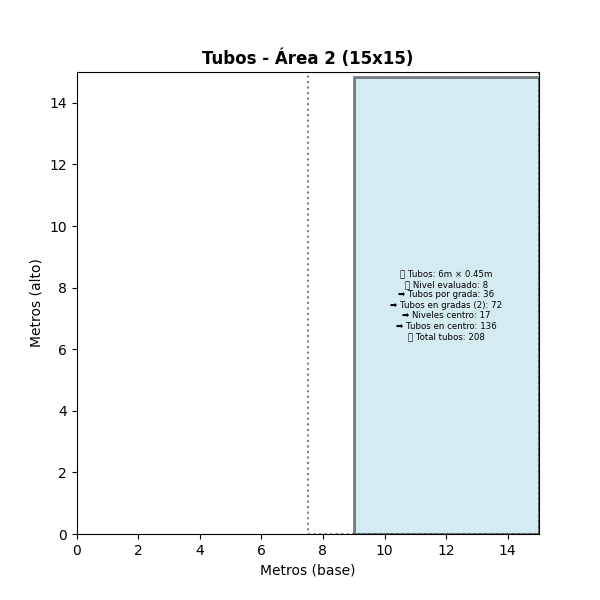 Tubos - Área 2 (15x15)
14
12
10
8
6
4
2
0
Metros (alto)
▯ Tubos: 6m × 0.45m
▯ Nivel evaluado: 8
➡ Tubos por grada: 36
➡ Tubos en gradas (2): 72
➡ Niveles centro: 17
➡ Tubos en centro: 136
▯ Total tubos: 208
0 2 4 6 8 10 12 14
Metros (base)